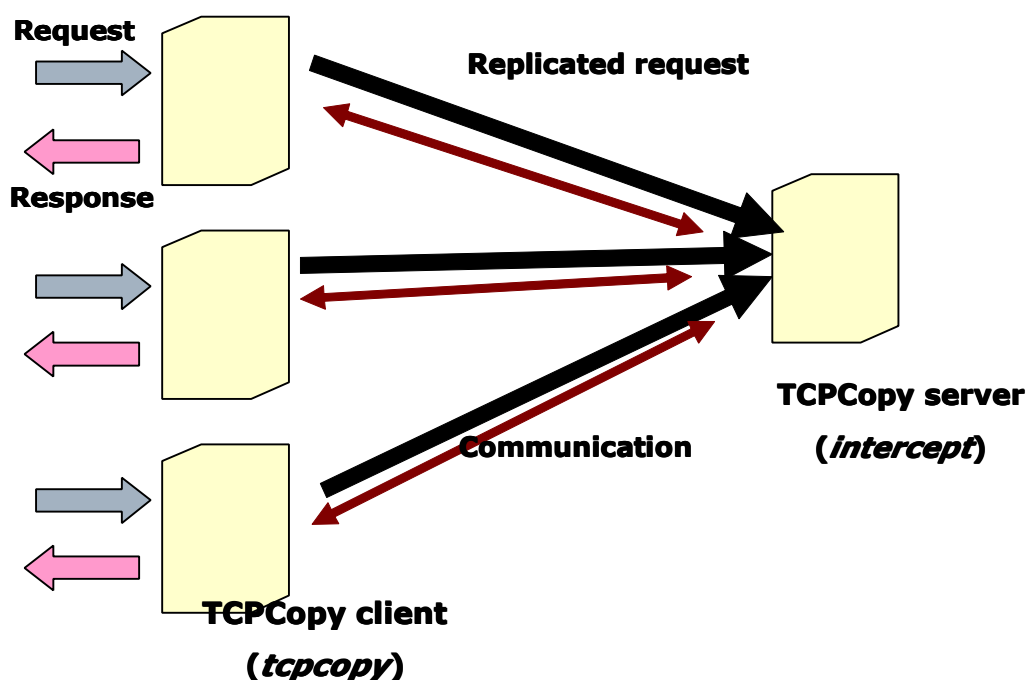 Request
Replicated request
Response
TCPCopy server
(intercept)
Communication
TCPCopy client
(tcpcopy)